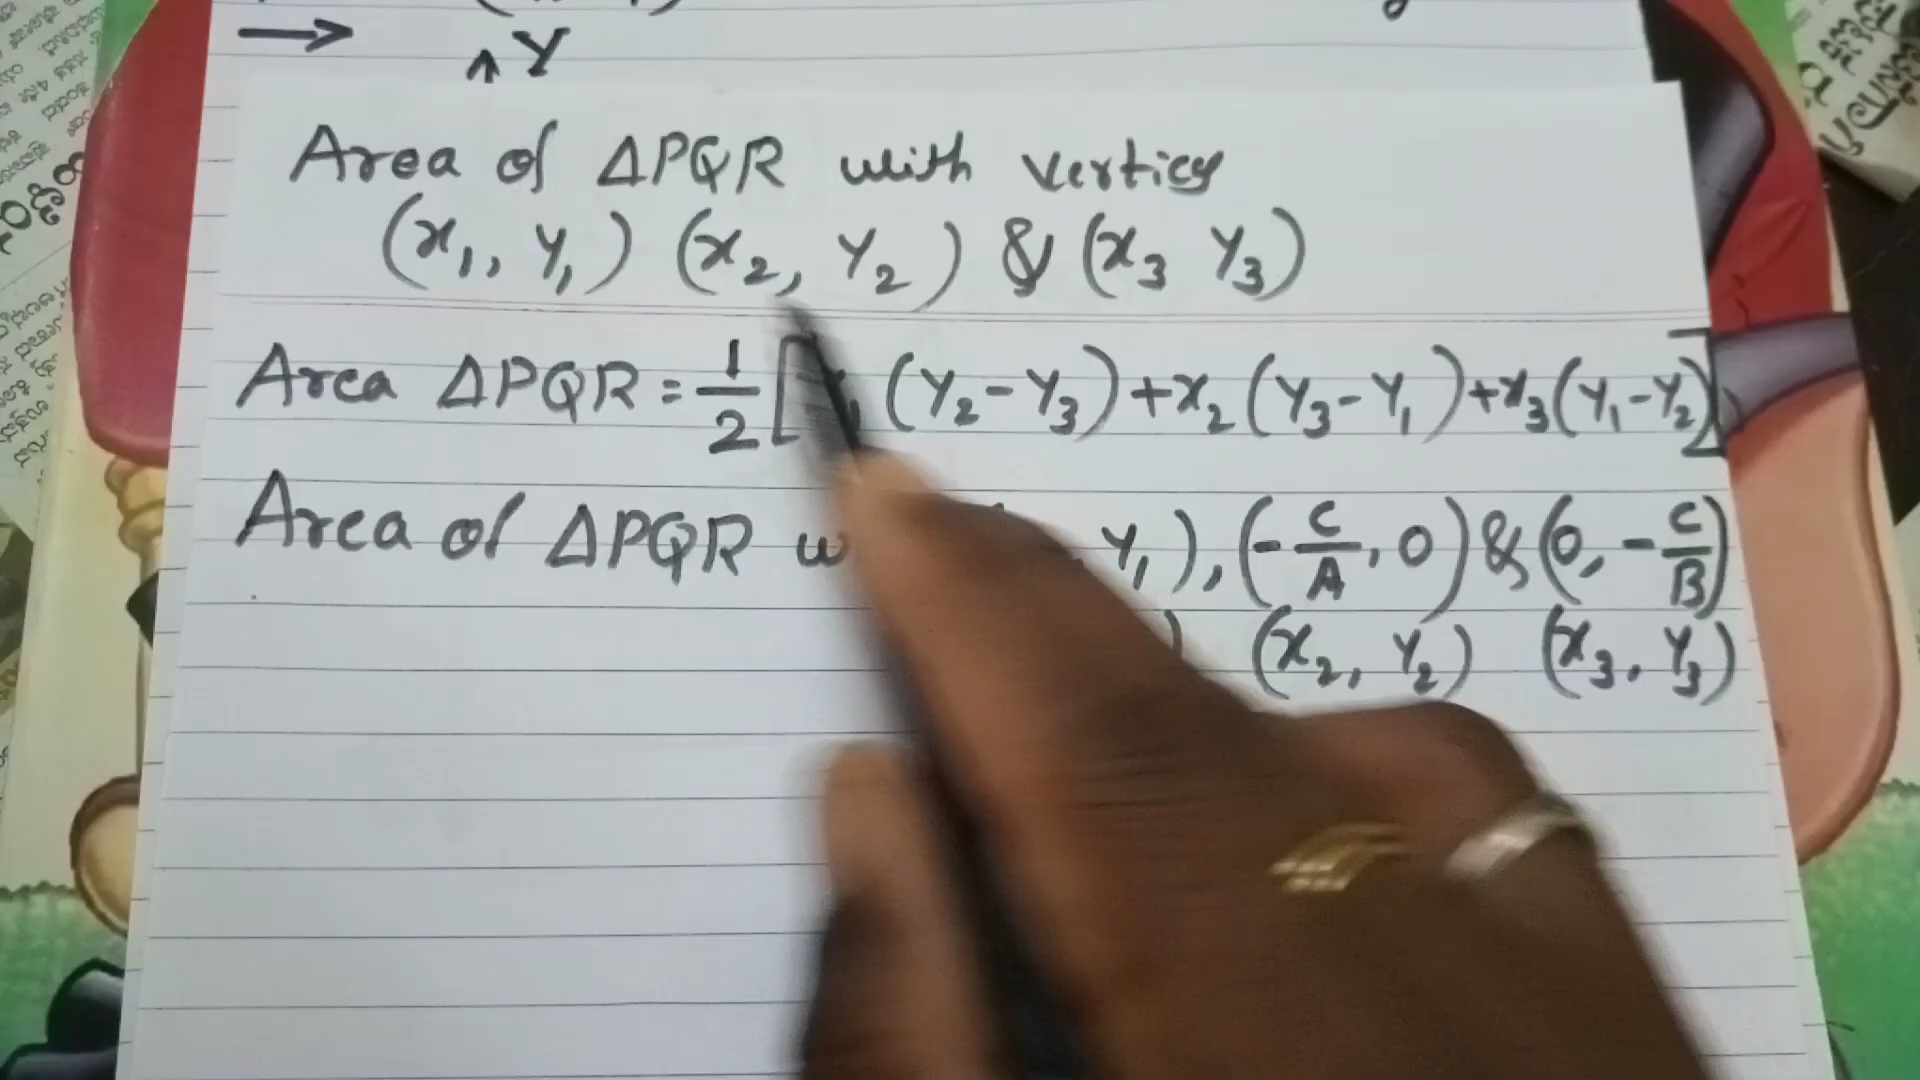 → ^ Y
Area of ΔPQR with vertices
(x₁, y₁) (x₂, y₂) & (x₃ y₃)
Area ΔPQR = 1/2 [ ₁ (y₂-y₃)+x₂(y₃-y₁)+x₃(y₁-y₂]
Area of ΔPQR w y₁), (-C/A, 0) & (0, -C/B)
) (x₂, y₂) (x₃, y₃)